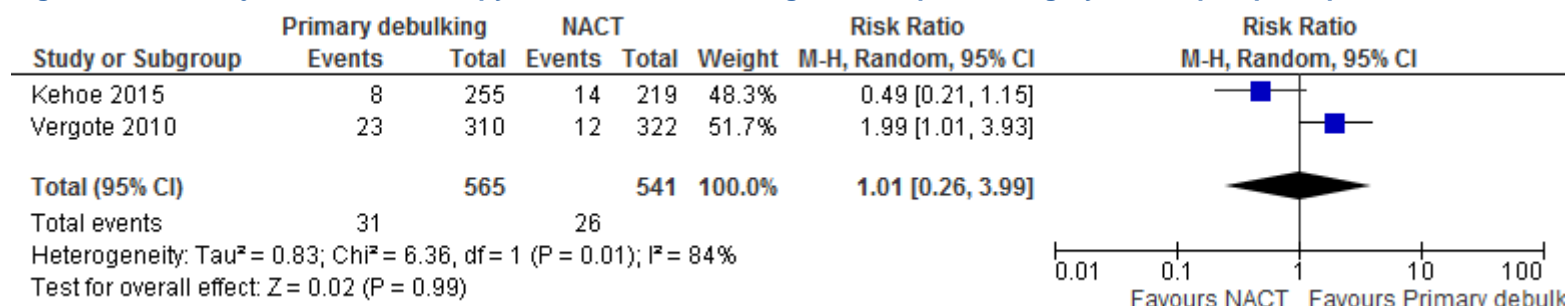 Primary debulking NACT Risk Ratio Risk Ratio
Study or Subgroup Events Total Events Total Weight M-H, Random, 95% CI M-H, Random, 95% CI
Kehoe 2015 8 255 14 219 48.3% 0.49 [0.21, 1.15]
Vergote 2010 23 310 12 322 51.7% 1.99 [1.01, 3.93]
Total (95% CI) 565 541 100.0% 1.01 [0.26, 3.99]
Total events 31 26
Heterogeneity: Tau² = 0.83; Chi² = 6.36, df = 1 (P = 0.01); I² = 84%
Test for overall effect: Z = 0.02 (P = 0.99)
0.01 0.1 1 10 100
Favours NACT Favours Primary debulk